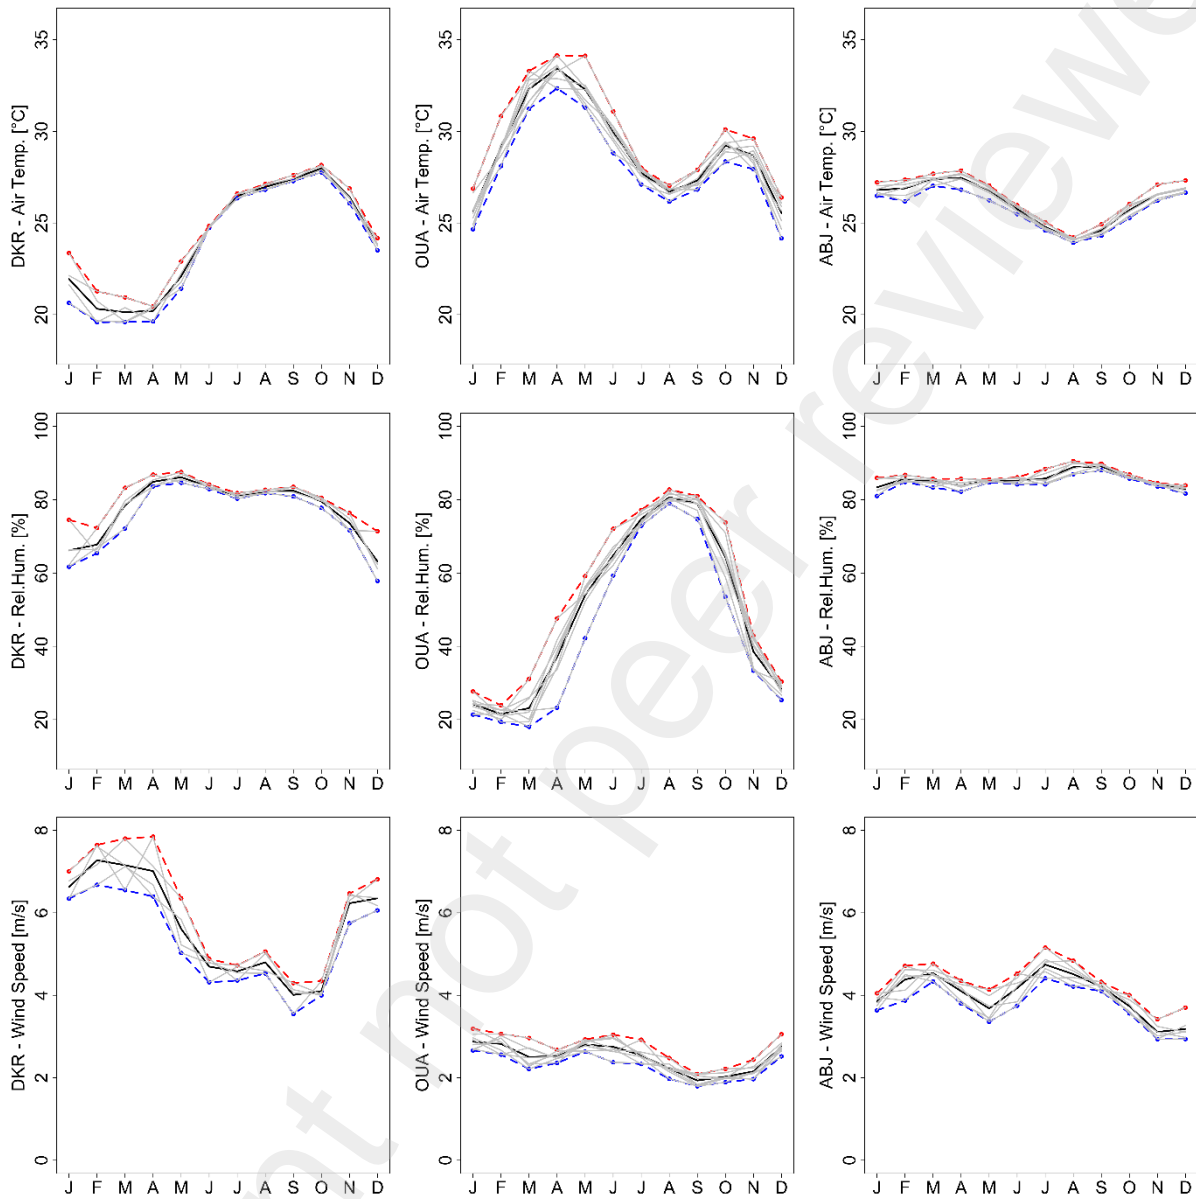 DKR - Air Temp. [°C]
35
30
25
20
J F M A M J J A S O N D
OUA - Air Temp. [°C]
35
30
25
20
J F M A M J J A S O N D
ABJ - Air Temp. [°C]
35
30
25
20
J F M A M J J A S O N D
DKR - Rel.Hum. [%]
100
80
60
40
20
J F M A M J J A S O N D
OUA - Rel.Hum. [%]
100
80
60
40
20
J F M A M J J A S O N D
ABJ - Rel.Hum. [%]
100
80
60
40
20
J F M A M J J A S O N D
DKR - Wind Speed [m/s]
8
6
4
2
0
J F M A M J J A S O N D
OUA - Wind Speed [m/s]
8
6
4
2
0
J F M A M J J A S O N D
ABJ - Wind Speed [m/s]
8
6
4
2
0
J F M A M J J A S O N D
not peer reviewe